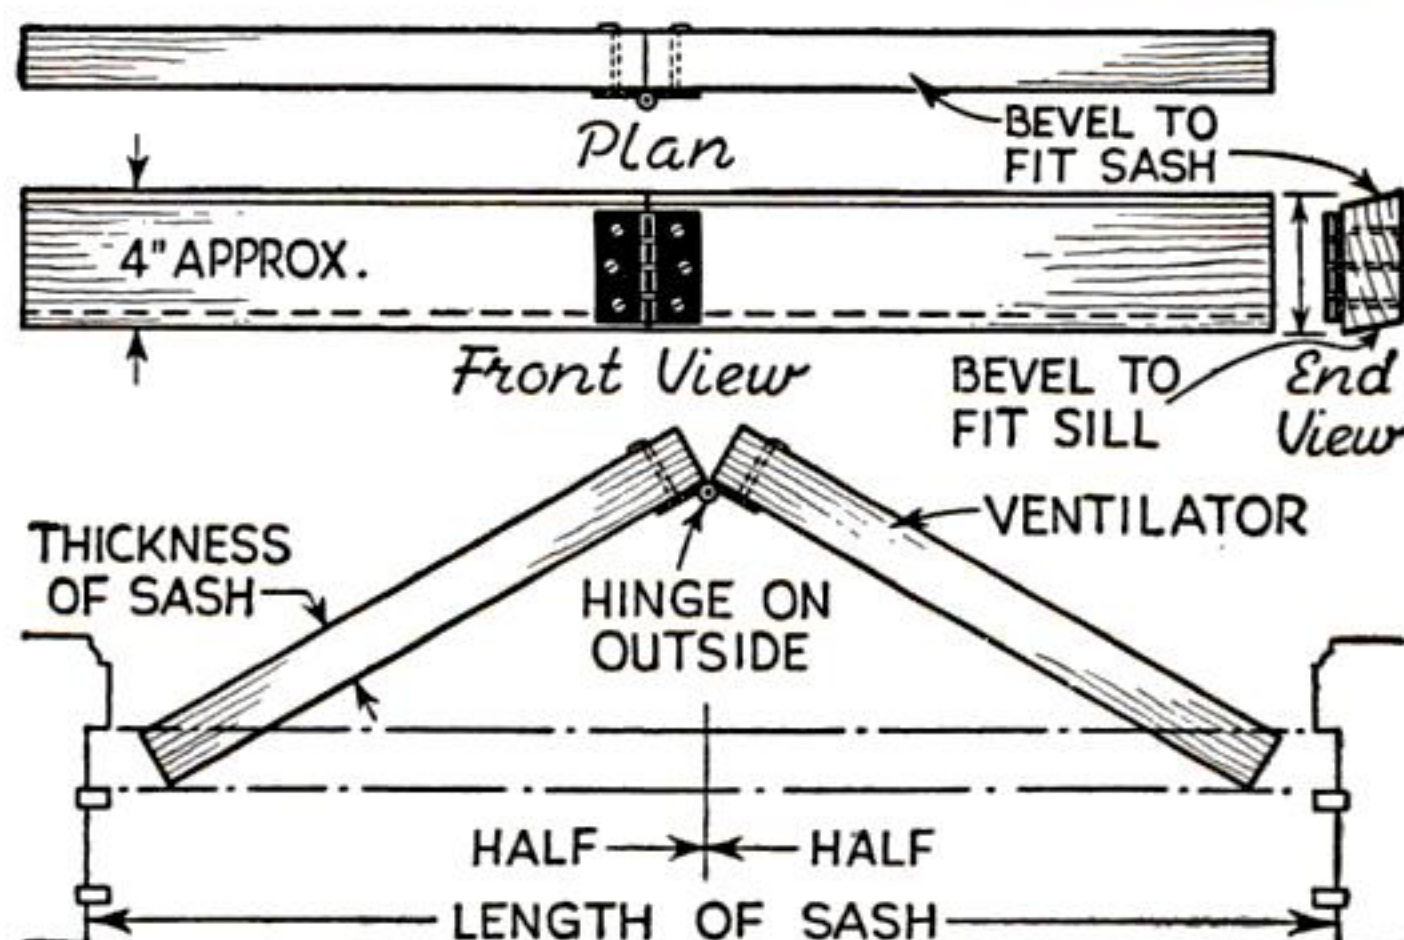 Plan
BEVEL TO
FIT SASH
4" APPROX.
Front View
BEVEL TO
FIT SILL
End
View
THICKNESS
OF SASH
HINGE ON
OUTSIDE
VENTILATOR
HALF
HALF
LENGTH OF SASH